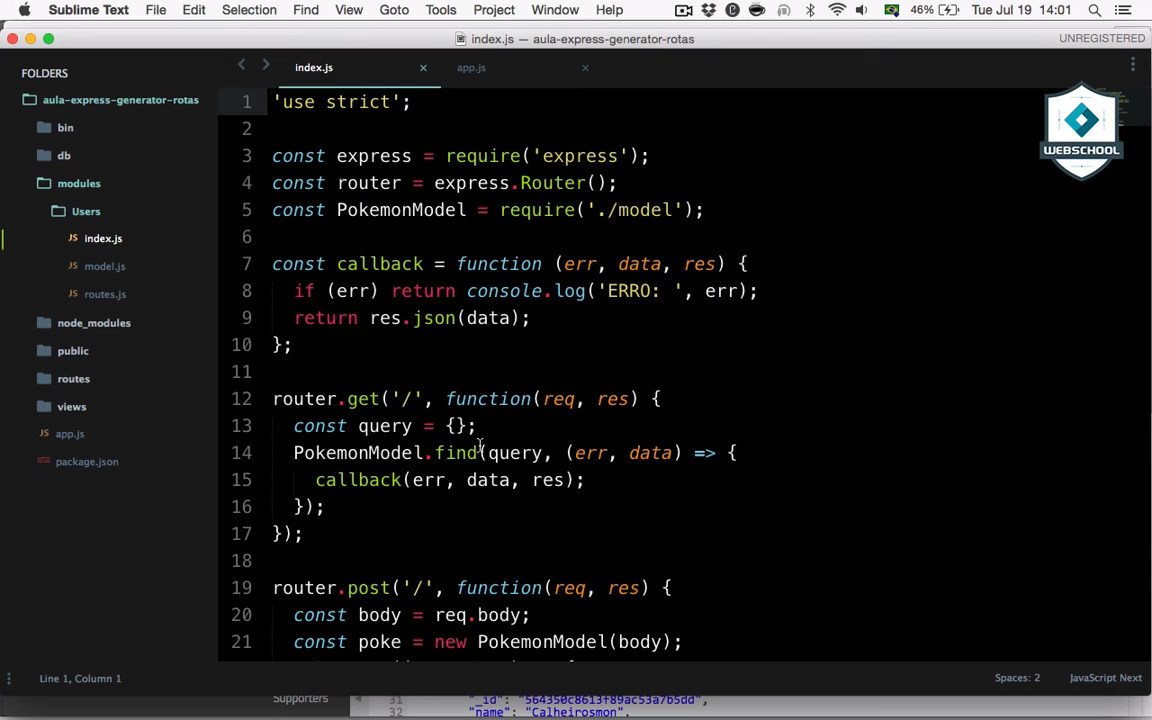 Sublime Text File Edit Selection Find View Goto Tools Project Window Help 46% Tue Jul 19 14:01
index.js — aula-express-generator-rotas UNREGISTERED
FOLDERS
aula-express-generator-rotas
bin
db
modules
Users
index.js
model.js
routes.js
node_modules
public
routes
views
app.js
package.json
index.js app.js
WEBSCHOOL
1 'use strict';
2
3 const express = require('express');
4 const router = express.Router();
5 const PokemonModel = require('./model');
6
7 const callback = function (err, data, res) {
8 if (err) return console.log('ERRO: ', err);
9 return res.json(data);
10 };
11
12 router.get('/', function(req, res) {
13 const query = {};
14 PokemonModel.find(query, (err, data) => {
15 callback(err, data, res);
16 });
17 });
18
19 router.post('/', function(req, res) {
20 const body = req.body;
21 const poke = new PokemonModel(body);
Line 1, Column 1 Spaces: 2 JavaScript Next
Supporters
31 "_id": "564350c8613f89ac53a7b5dd",
32 "name": "Calheirosmon",